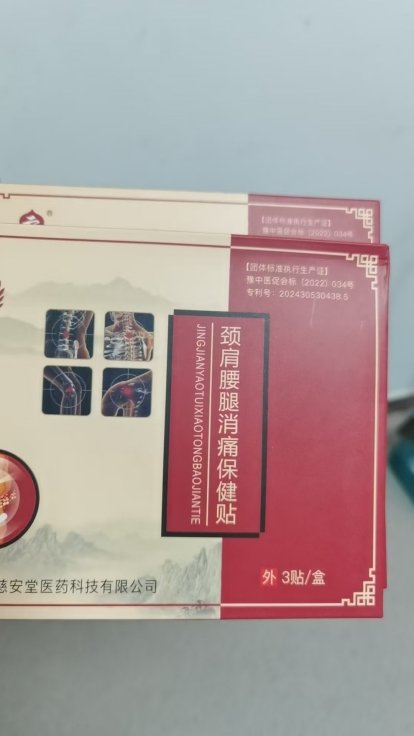 【团体标准执行生产证】
豫中医促会标（2022）034号
【团体标准执行生产证】
豫中医促会标（2022）034号
专利号：202430530438.5
颈肩腰腿消痛保健贴
JINGJIANYAOTUIXIAOTONGBAOJIANTIE
慈安堂医药科技有限公司
外 3贴/盒